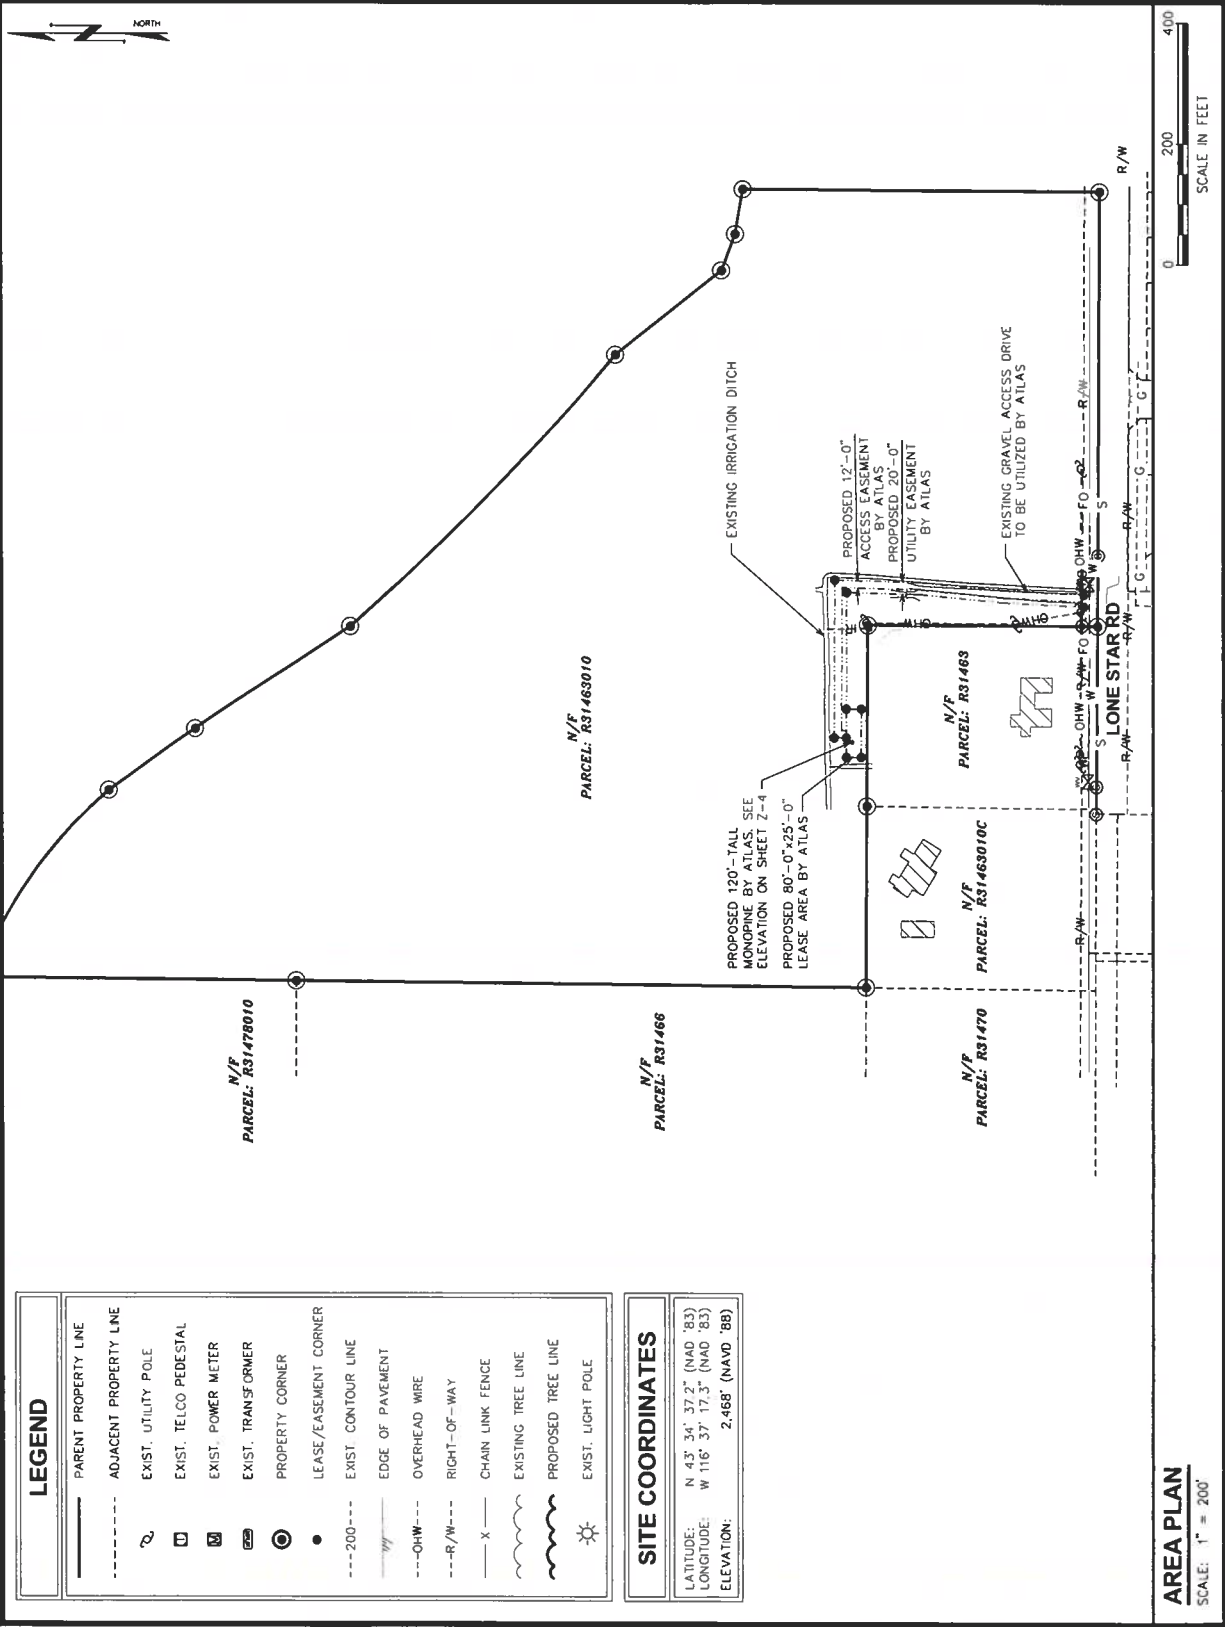 LEGEND
PARENT PROPERTY LINE
ADJACENT PROPERTY LINE
EXIST. UTILITY POLE
EXIST. TELCO PEDESTAL
EXIST. POWER METER
EXIST. TRANSFORMER
PROPERTY CORNER
LEASE/EASEMENT CORNER
---200--- EXIST. CONTOUR LINE
EDGE OF PAVEMENT
---OHW--- OVERHEAD WIRE
---R/W--- RIGHT-OF-WAY
X CHAIN LINK FENCE
EXISTING TREE LINE
PROPOSED TREE LINE
EXIST. LIGHT POLE
SITE COORDINATES
LATITUDE: N 43° 34' 37.2" (NAD '83)
LONGITUDE: W 116° 37' 17.3" (NAD '83)
ELEVATION: 2,468' (NAVD '88)
NORTH
N/F
PARCEL: R31478010
N/F
PARCEL: R31466
N/F
PARCEL: R31463010
N/F
PARCEL: R31470
N/F
PARCEL: R31463010C
N/F
PARCEL: R31463
PROPOSED 120'-TALL
MONOPINE BY ATLAS. SEE
ELEVATION ON SHEET Z-4
PROPOSED 80'-0"x25'-0"
LEASE AREA BY ATLAS
EXISTING IRRIGATION DITCH
PROPOSED 12'-0"
ACCESS EASEMENT
BY ATLAS
PROPOSED 20'-0"
UTILITY EASEMENT
BY ATLAS
EXISTING GRAVEL ACCESS DRIVE
TO BE UTILIZED BY ATLAS
OHW
OHW
R/W
OHW
R/W
FO
W
OHW
FO
R/W
W
S
S
LONE STAR RD
R/W
R/W
R/W
R/W
G
G
G
AREA PLAN
SCALE: 1" = 200'
0
200
400
SCALE IN FEET